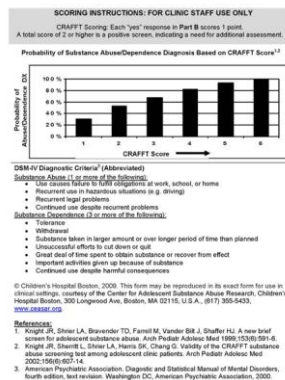 SCORING INSTRUCTIONS: FOR CLINIC STAFF USE ONLY
CRAFFT Scoring: Each "yes" response in Part B scores 1 point.
A total score of 2 or higher is a positive screen, indicating a need for additional assessment.
Probability of Substance Abuse/Dependence Diagnosis Based on CRAFFT Score1,2
Probability of
Abuse/Dependence DX
100%
80%
60%
40%
20%
0%
1 2 3 4 5 6
CRAFFT Score
DSM-IV Diagnostic Criteria3 (Abbreviated)
Substance Abuse (1 or more of the following):
• Use causes failure to fulfill obligations at work, school, or home
• Recurrent use in hazardous situations (e.g. driving)
• Recurrent legal problems
• Continued use despite recurrent problems
Substance Dependence (3 or more of the following):
• Tolerance
• Withdrawal
• Substance taken in larger amount or over longer period of time than planned
• Unsuccessful efforts to cut down or quit
• Great deal of time spent to obtain substance or recover from effect
• Important activities given up because of substance
• Continued use despite harmful consequences
© Children's Hospital Boston, 2009. This form may be reproduced in its exact form for use in
clinical settings, courtesy of the Center for Adolescent Substance Abuse Research, Children's
Hospital Boston, 300 Longwood Ave, Boston, MA 02115, U.S.A., (617) 355-5433,
www.ceasar.org.
References:
1. Knight JR, Shrier LA, Bravender TD, Farrell M, Vander Bilt J, Shaffer HJ. A new brief
screen for adolescent substance abuse. Arch Pediatr Adolesc Med 1999;153(6):591-6.
2. Knight JR, Sherritt L, Shrier LA, Harris SK, Chang G. Validity of the CRAFFT substance
abuse screening test among adolescent clinic patients. Arch Pediatr Adolesc Med
2002;156(6):607-14.
3. American Psychiatric Association. Diagnostic and Statistical Manual of Mental Disorders,
fourth edition, text revision. Washington DC, American Psychiatric Association, 2000.